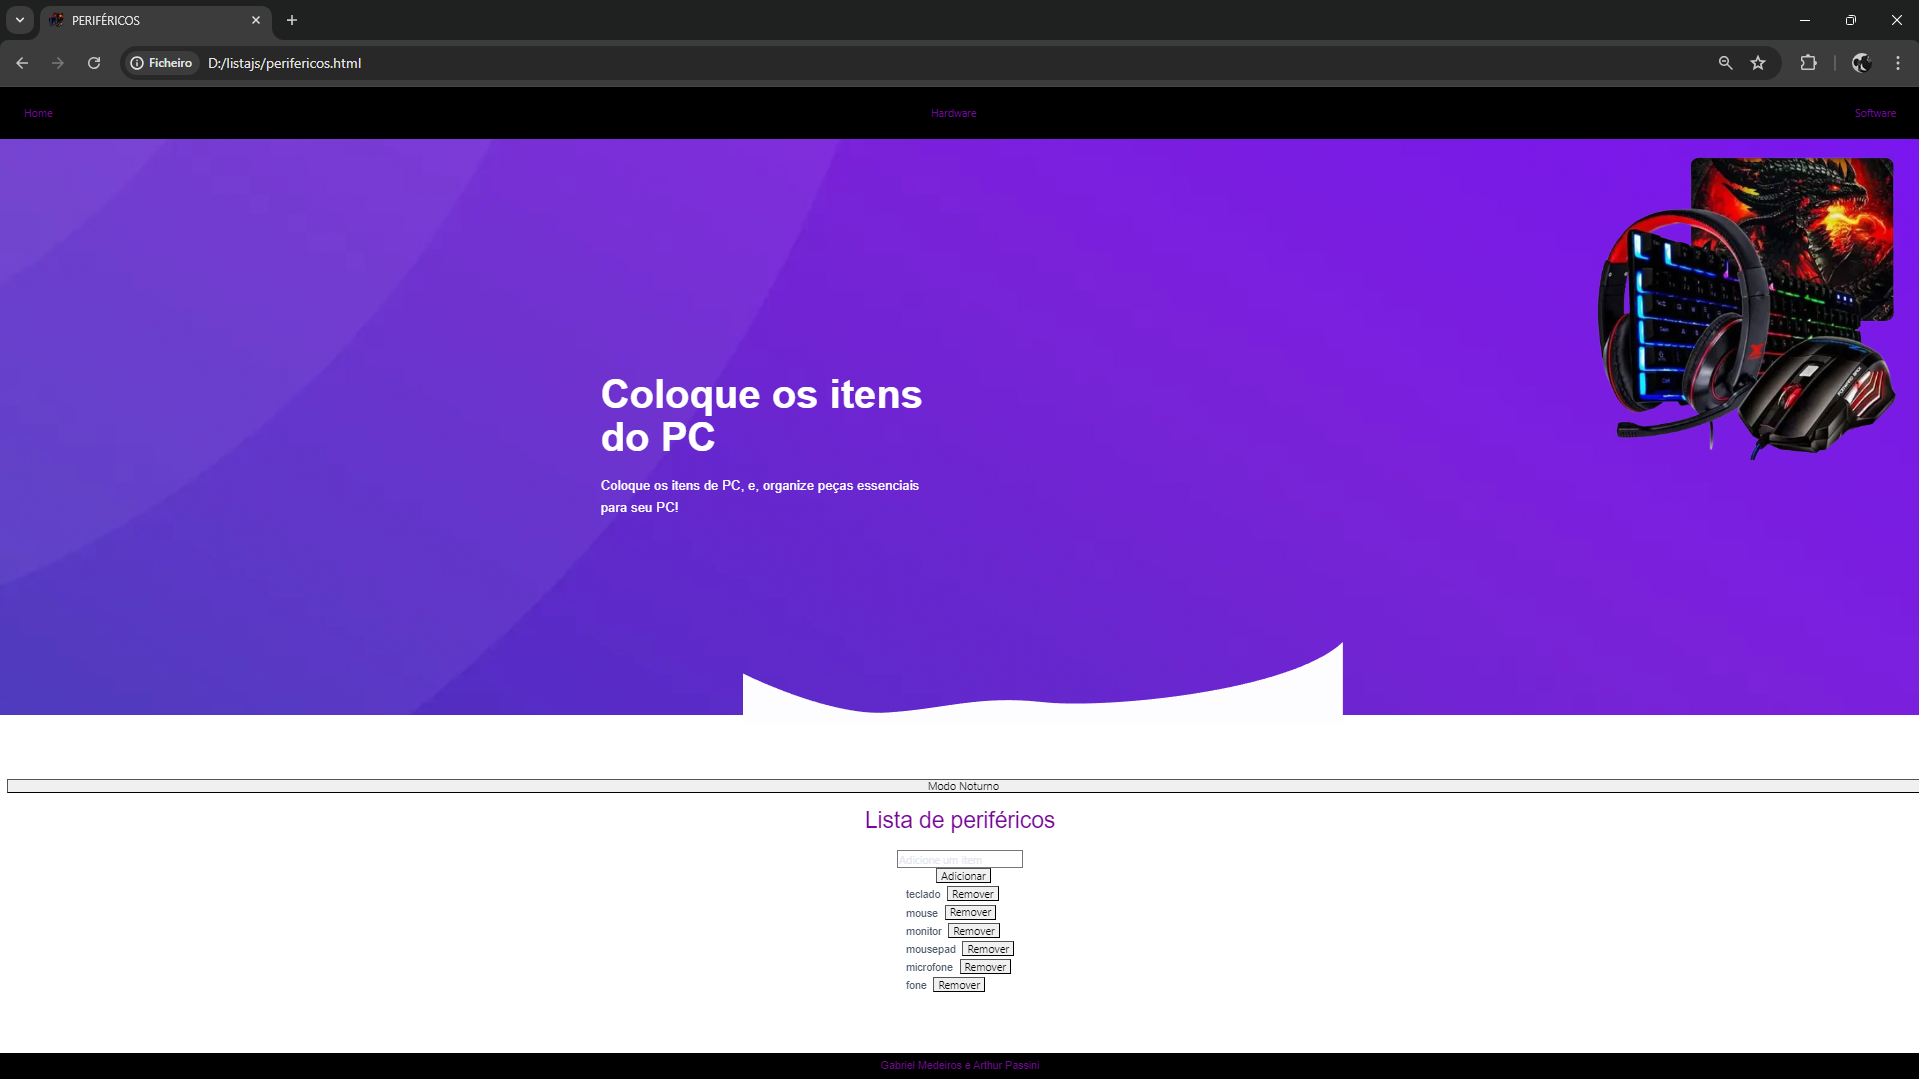 PERIFÉRICOS
Ficheiro D:/listajs/perifericos.html
Home Hardware Software
Coloque os itens
do PC
Coloque os itens de PC, e, organize peças essenciais
para seu PC!
Modo Noturno
Lista de periféricos
Adicione um item
Adicionar
teclado Remover
mouse Remover
monitor Remover
mousepad Remover
microfone Remover
fone Remover
Gabriel Medeiros e Arthur Passini